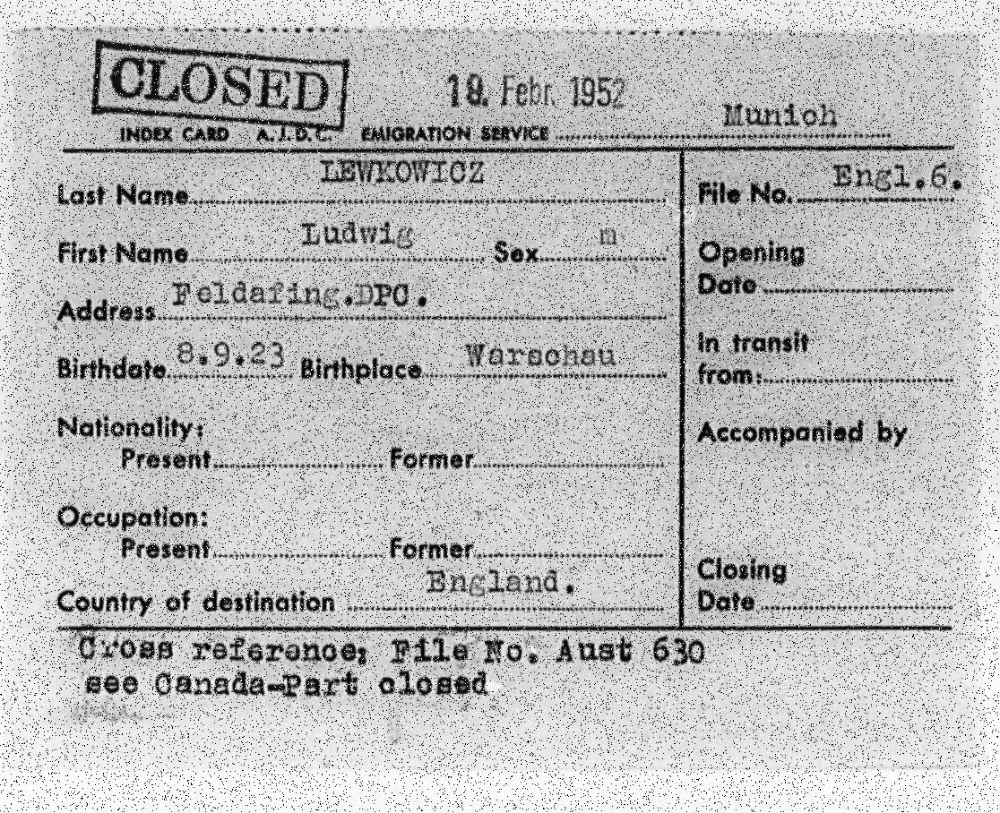 CLOSED
18. Febr. 1952
Munich
INDEX CARD A.J.D.C. EMIGRATION SERVICE
LEWKOWICZ
Last Name
Engl.6.
File No.
Ludwig m
First Name Sex
Opening
Date
Feldafing.DPC.
Address
8.9.23 Warschau
Birthdate Birthplace
In transit
from:
Nationality:
Present Former
Accompanied by
Occupation:
Present Former
England.
Country of destination
Closing
Date
Cross reference: File No. Aust 630
see Canada-Part closed